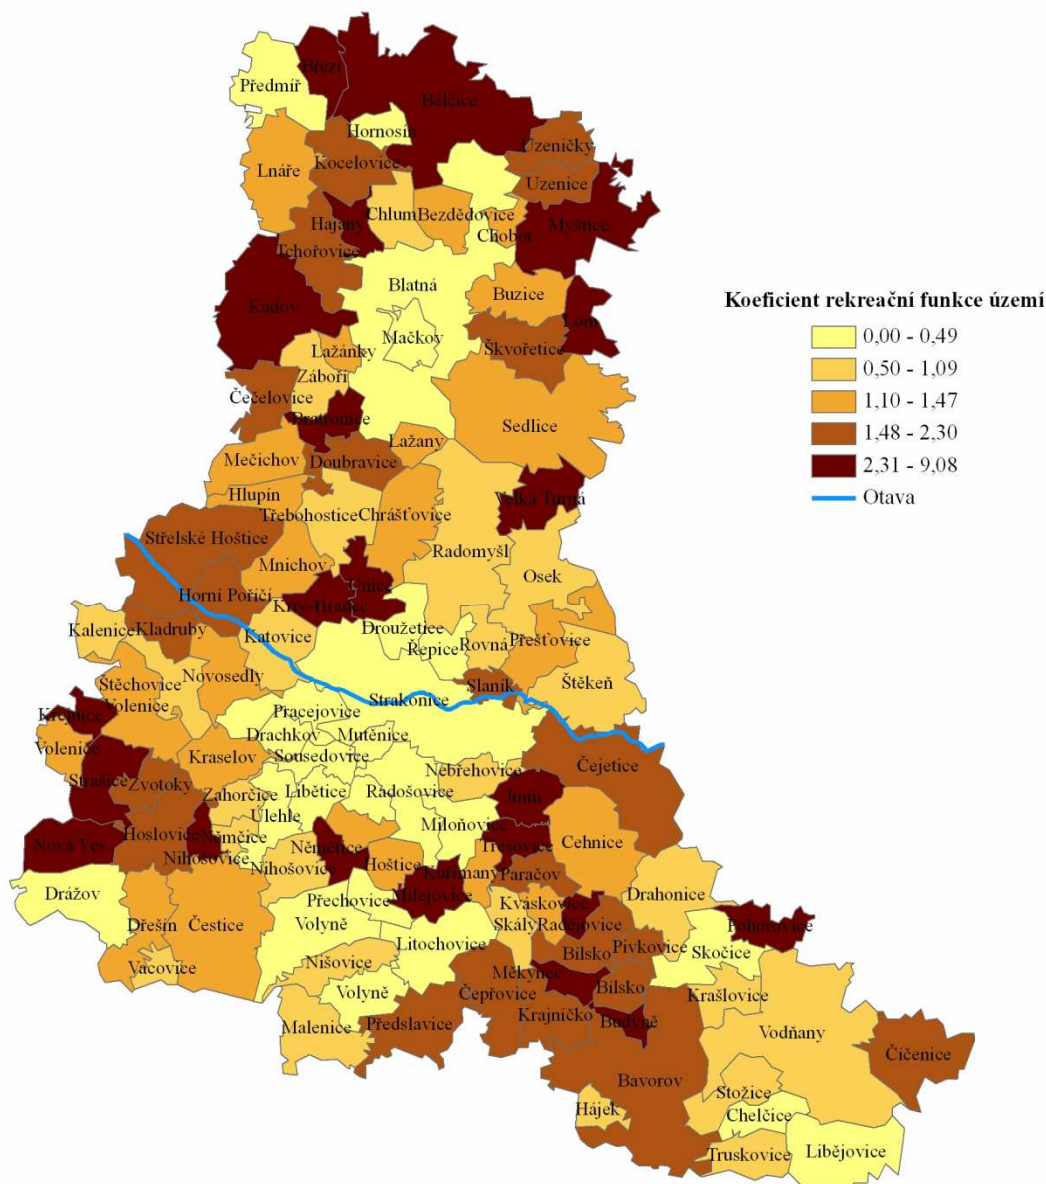 Předmíř
Březí
Bělčice
Hornosín
Uzeničky
Kocelovice
Lnáře
Uzenice
Hajany
Chlum
Bezdědovice
Chobot
Myštice
Tchořovice
Blatná
Buzice
Kadov
Koeficient rekreační funkce území
Lom
0,00 - 0,49
Mačkov
Škvořetice
Lažánky
0,50 - 1,09
Záboří
Čečelovice
1,10 - 1,47
Bratronice
Sedlice
1,48 - 2,30
Lažany
Mečichov
Doubravice
2,31 - 9,08
Hlupín
Velká Turná
Otava
Třebohostice
Chrášťovice
Střelské Hoštice
Radomyšl
Mnichov
Osek
Únice
Horní Poříčí
Krty-Hradec
Droužetice
Kladruby
Kalenice
Katovice
Řepice
Rovná
Přešťovice
Novosedly
Štěchovice
Slaník
Štěkeň
Volenice
Strakonice
Krejnice
Pracejovice
Drachkov
Mutěnice
Volenice
Kraselov
Sousedovice
Nebřehovice
Čejetice
Strašice
Zvotoky
Zahorčice
Libětice
Radošovice
Jinín
Úlehle
Miloňovice
Hoslovice
Němčice
Cehnice
Nová Ves
Němětice
Třešovice
Nihošovice
Nihošovice
Hoštice
Kuřimany
Paračov
Drahonice
Drážov
Přechovice
Milejovice
Kváskovice
Dřešín
Čestice
Volyně
Skály
Radějovice
Pohorovice
Litochovice
Bílsko
Pivkovice
Skočice
Vacovice
Nišovice
Měkynec
Volyně
Čepřovice
Bílsko
Krašlovice
Malenice
Předslavice
Krajníčko
Budyně
Vodňany
Číčenice
Bavorov
Stožice
Hájek
Chelčice
Truskovice
Libějovice